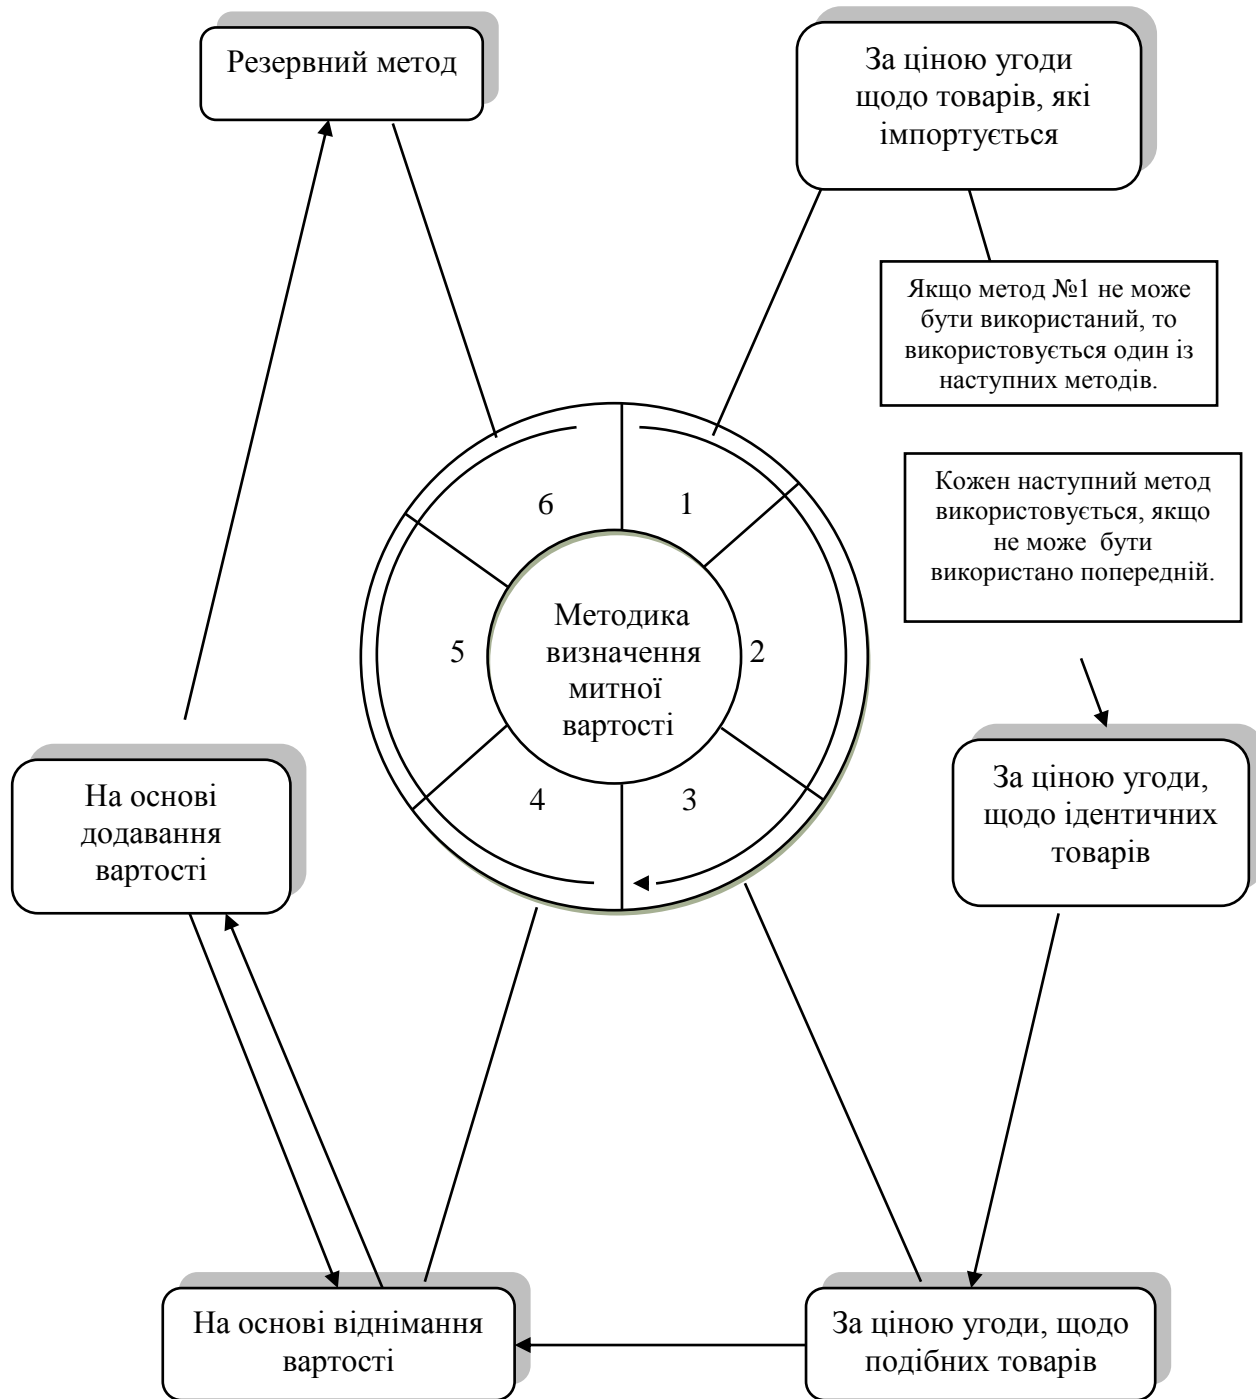 Резервний метод
За ціною угоди
щодо товарів, які
імпортується
Якщо метод №1 не може
бути використаний, то
використовується один із
наступних методів.
Кожен наступний метод
використовується, якщо
не може бути
використано попередній.
6
1
5
2
4
3
Методика
визначення
митної
вартості
На основі
додавання
вартості
За ціною угоди,
щодо ідентичних
товарів
На основі віднімання
вартості
За ціною угоди, щодо
подібних товарів